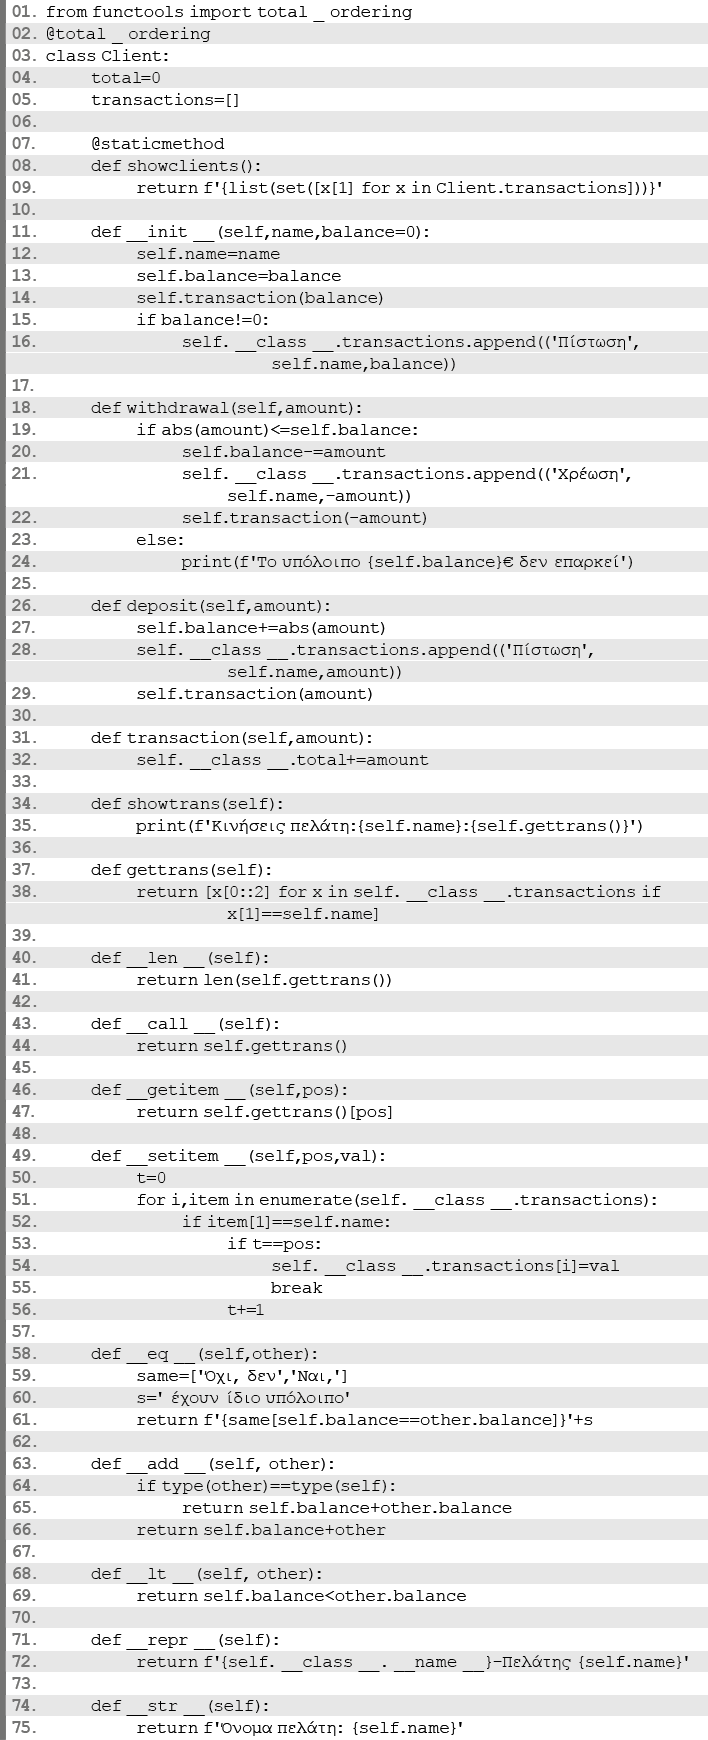 01. from functools import total _ ordering
02. @total _ ordering
03. class Client:
04. total=0
05. transactions=[]
06.
07. @staticmethod
08. def showclients():
09. return f'{list(set([x[1] for x in Client.transactions]))}'
10.
11. def __init __(self,name,balance=0):
12. self.name=name
13. self.balance=balance
14. self.transaction(balance)
15. if balance!=0:
16. self. __class __.transactions.append(('Πίστωση',
self.name,balance))
17.
18. def withdrawal(self,amount):
19. if abs(amount)<=self.balance:
20. self.balance-=amount
21. self. __class __.transactions.append(('Χρέωση',
self.name,-amount))
22. self.transaction(-amount)
23. else:
24. print(f'Το υπόλοιπο {self.balance}€ δεν επαρκεί')
25.
26. def deposit(self,amount):
27. self.balance+=abs(amount)
28. self. __class __.transactions.append(('Πίστωση',
self.name,amount))
29. self.transaction(amount)
30.
31. def transaction(self,amount):
32. self. __class __.total+=amount
33.
34. def showtrans(self):
35. print(f'Κινήσεις πελάτη:{self.name}:{self.gettrans()}')
36.
37. def gettrans(self):
38. return [x[0::2] for x in self. __class __.transactions if
x[1]==self.name]
39.
40. def __len __(self):
41. return len(self.gettrans())
42.
43. def __call __(self):
44. return self.gettrans()
45.
46. def __getitem __(self,pos):
47. return self.gettrans()[pos]
48.
49. def __setitem __(self,pos,val):
50. t=0
51. for i,item in enumerate(self. __class __.transactions):
52. if item[1]==self.name:
53. if t==pos:
54. self. __class __.transactions[i]=val
55. break
56. t+=1
57.
58. def __eq __(self,other):
59. same=['Όχι, δεν','Ναι,']
60. s=' έχουν ίδιο υπόλοιπο'
61. return f'{same[self.balance==other.balance]}'+s
62.
63. def __add __(self, other):
64. if type(other)==type(self):
65. return self.balance+other.balance
66. return self.balance+other
67.
68. def __lt __(self, other):
69. return self.balance<other.balance
70.
71. def __repr __(self):
72. return f'{self. __class __. __name __}-Πελάτης {self.name}'
73.
74. def __str __(self):
75. return f'Όνομα πελάτη: {self.name}'